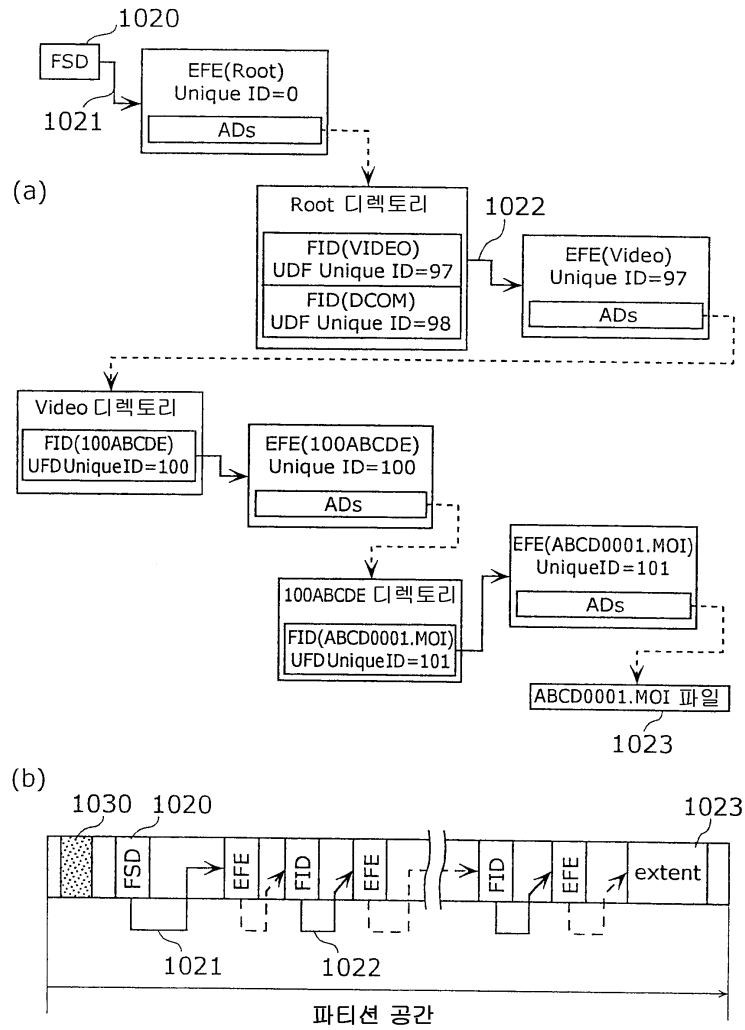 1020
FSD
1021
EFE(Root)
Unique ID=0
ADs
(a)
Root 디렉토리
FID(VIDEO)
UDF Unique ID=97
FID(DCOM)
UDF Unique ID=98
1022
EFE(Video)
Unique ID=97
ADs
Video 디렉토리
FID(100ABCDE)
UFDUniqueID=100
EFE(100ABCDE)
Unique ID=100
ADs
100ABCDE 디렉토리
FID(ABCD0001.MOI)
UFDUniqueID=101
EFE(ABCD0001.MOI)
UniqueID=101
ADs
ABCD0001.MOI 파일
1023
(b)
1030
1020
1023
FSD
EFE
FID
EFE
FID
EFE
extent
1021
1022
파티션 공간